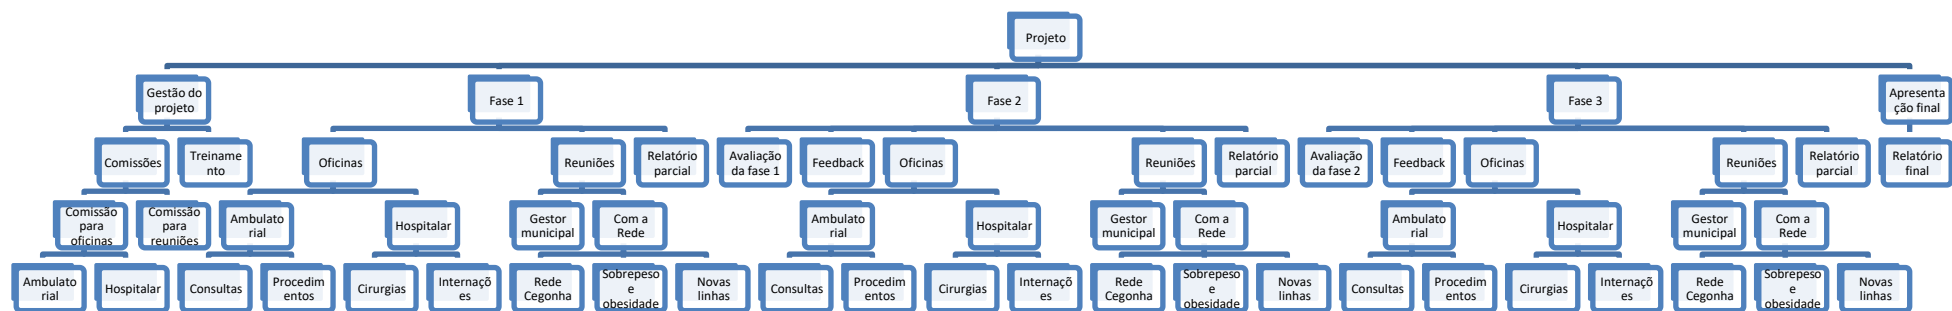 Projeto
Gestão do
projeto
Fase 1
Fase 2
Fase 3
Apresenta
ção final
Comissões
Treiname
nto
Oficinas
Reuniões
Relatório
parcial
Avaliação
da fase 1
Feedback
Oficinas
Reuniões
Relatório
parcial
Avaliação
da fase 2
Feedback
Oficinas
Reuniões
Relatório
parcial
Relatório
final
Comissão
para
oficinas
Comissão
para
reuniões
Ambulato
rial
Hospitalar
Gestor
municipal
Com a
Rede
Ambulato
rial
Hospitalar
Gestor
municipal
Com a
Rede
Ambulato
rial
Hospitalar
Gestor
municipal
Com a
Rede
Ambulato
rial
Hospitalar
Consultas
Procedim
entos
Cirurgias
Internaçõ
es
Rede
Cegonha
Sobrepeso
e
obesidade
Novas
linhas
Consultas
Procedim
entos
Cirurgias
Internaçõ
es
Rede
Cegonha
Sobrepeso
e
obesidade
Novas
linhas
Consultas
Procedim
entos
Cirurgias
Internaçõ
es
Rede
Cegonha
Sobrepeso
e
obesidade
Novas
linhas